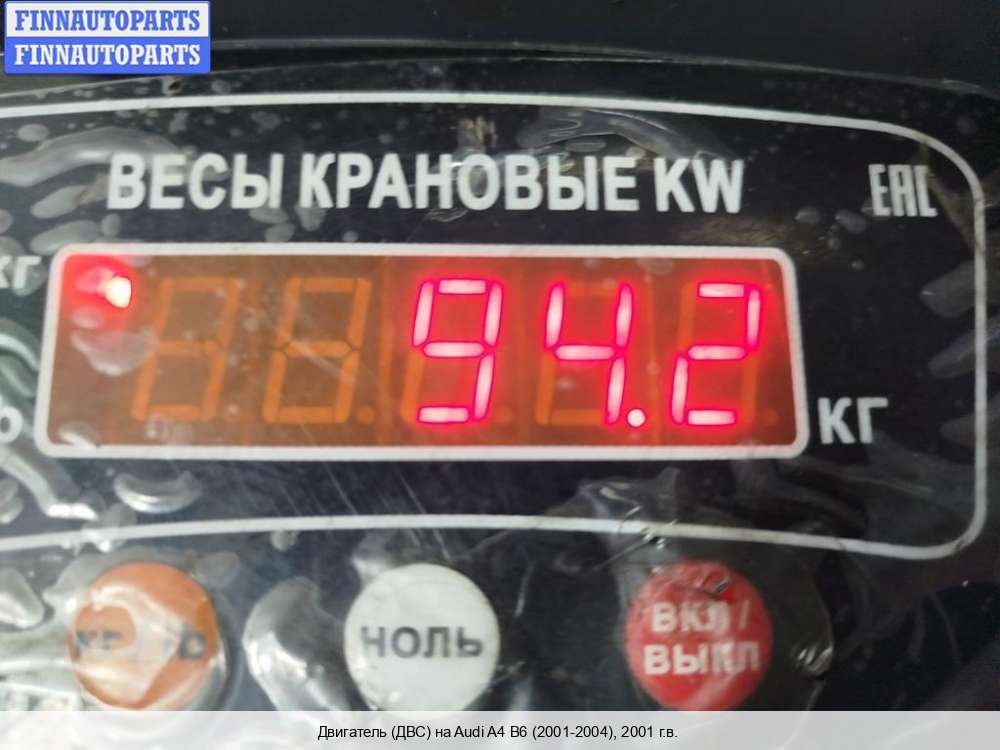 FINNAUTOPARTS
FINNAUTOPARTS
ВЕСЫ КРАНОВЫЕ KW
EAC
кг
94.2
КГ
НОЛЬ
ВКЛ/
ВЫКЛ
Двигатель (ДВС) на Audi A4 B6 (2001-2004), 2001 г.в.